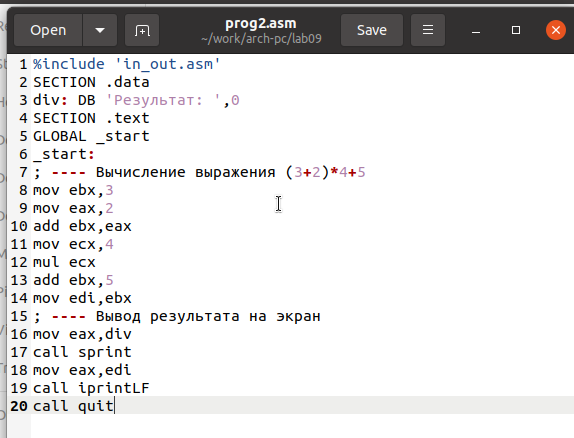 Open
prog2.asm
~/work/arch-pc/lab09
Save
1 %include 'in_out.asm'
2 SECTION .data
3 div: DB 'Результат: ',0
4 SECTION .text
5 GLOBAL _start
6 _start:
7 ; ---- Вычисление выражения (3+2)*4+5
8 mov ebx,3
9 mov eax,2
10 add ebx,eax
11 mov ecx,4
12 mul ecx
13 add ebx,5
14 mov edi,ebx
15 ; ---- Вывод результата на экран
16 mov eax,div
17 call sprint
18 mov eax,edi
19 call iprintLF
20 call quit